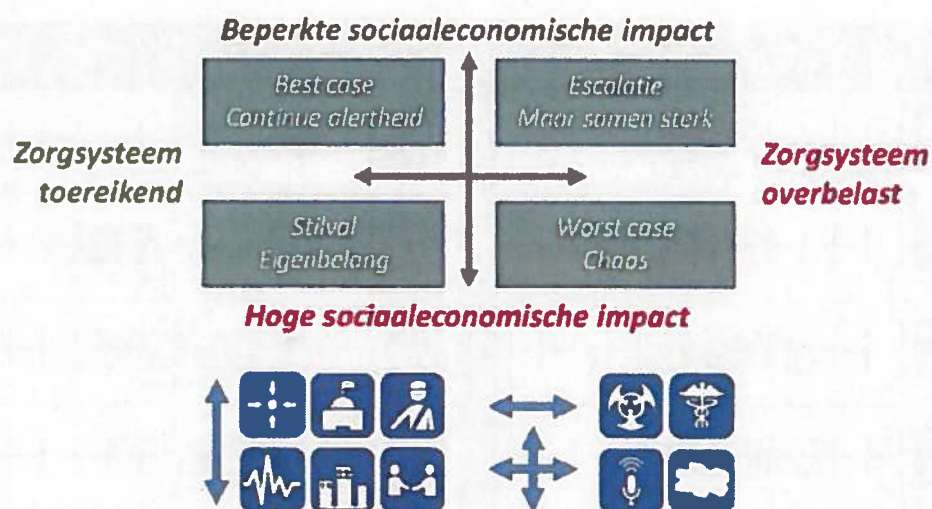 Beperkte sociaaleconomische impact
Best case
Continue alertheid
Escalatie
Maar samen sterk
Zorgsysteem
toereikend
Zorgsysteem
overbelast
Stilval
Eigenbelang
Worst case
Chaos
Hoge sociaaleconomische impact